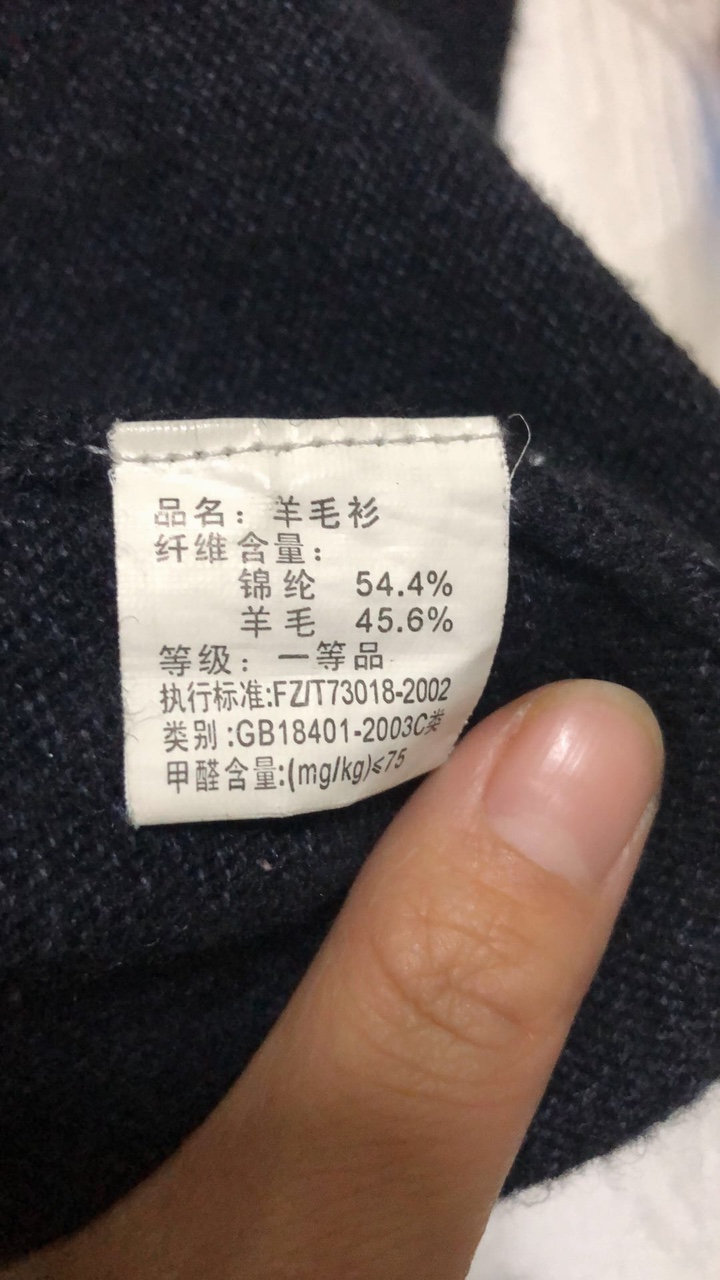 品名：羊毛衫
纤维含量：
锦纶 54.4%
羊毛 45.6%
等级：一等品
执行标准:FZ/T73018-2002
类别:GB18401-2003C类
甲醛含量:(mg/kg)≤75